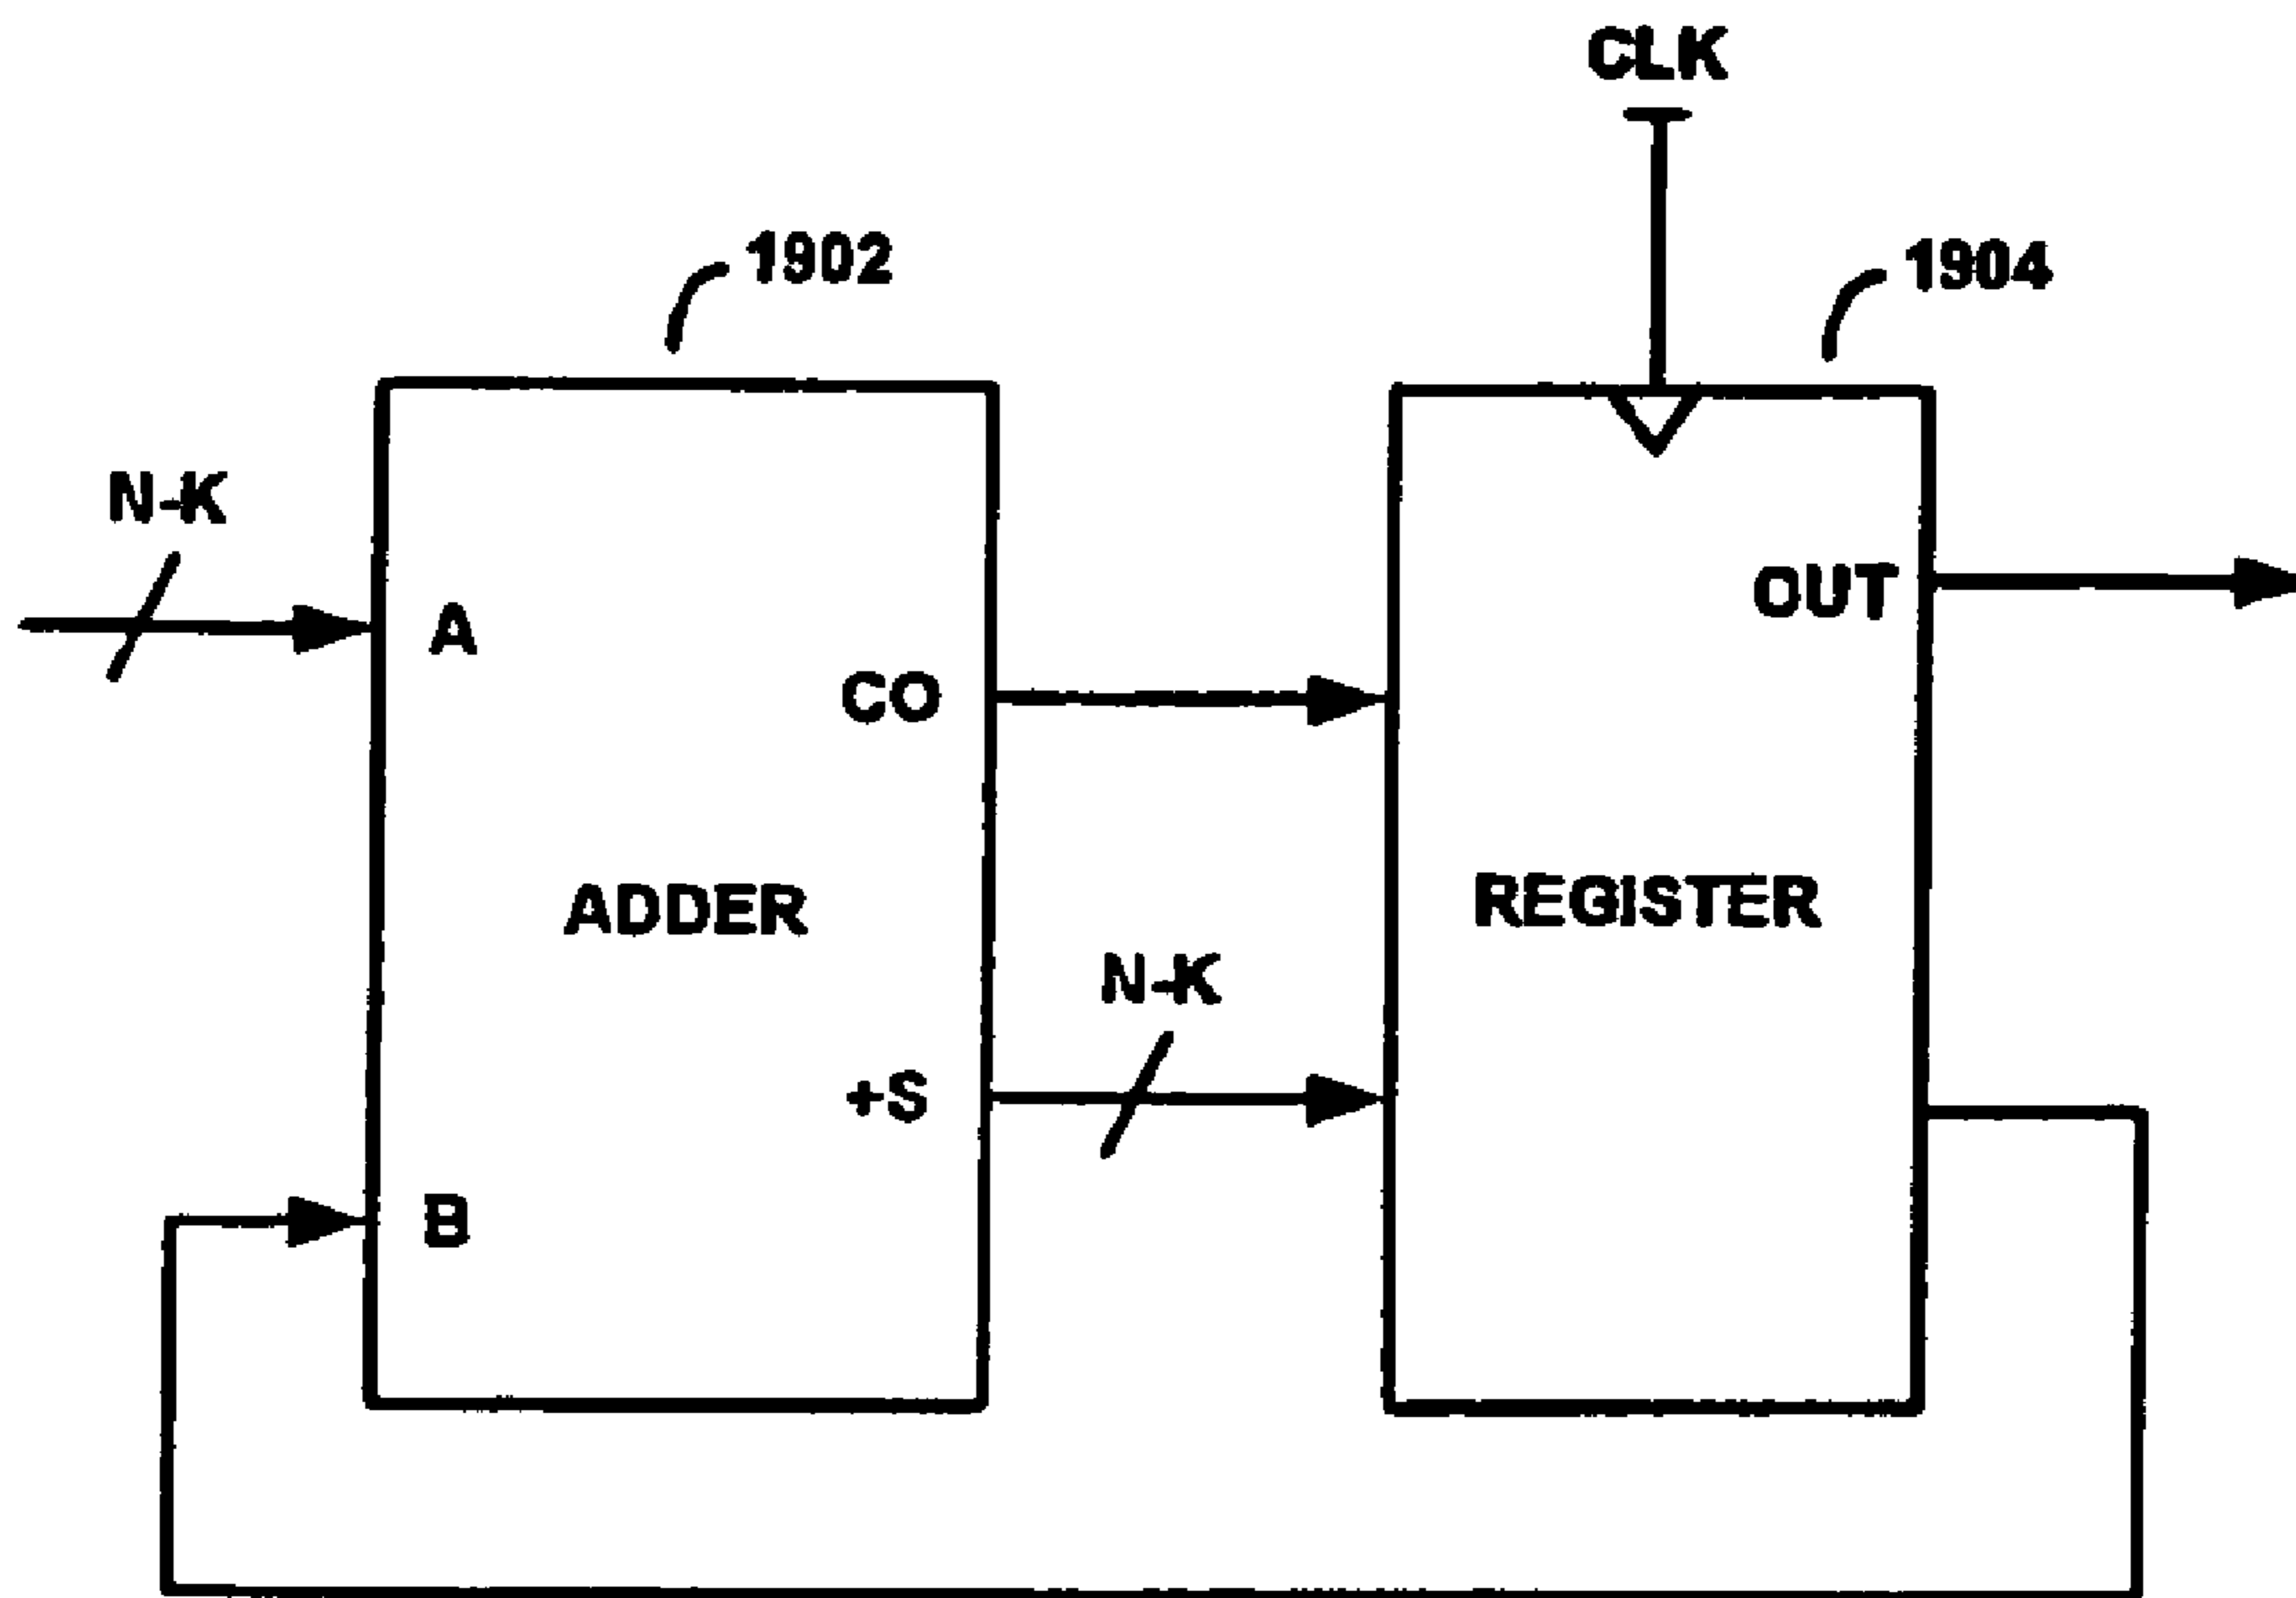 CLK
1902
1904
N-K
A
OUT
CO
ADDER
REGISTER
N-K
+S
B